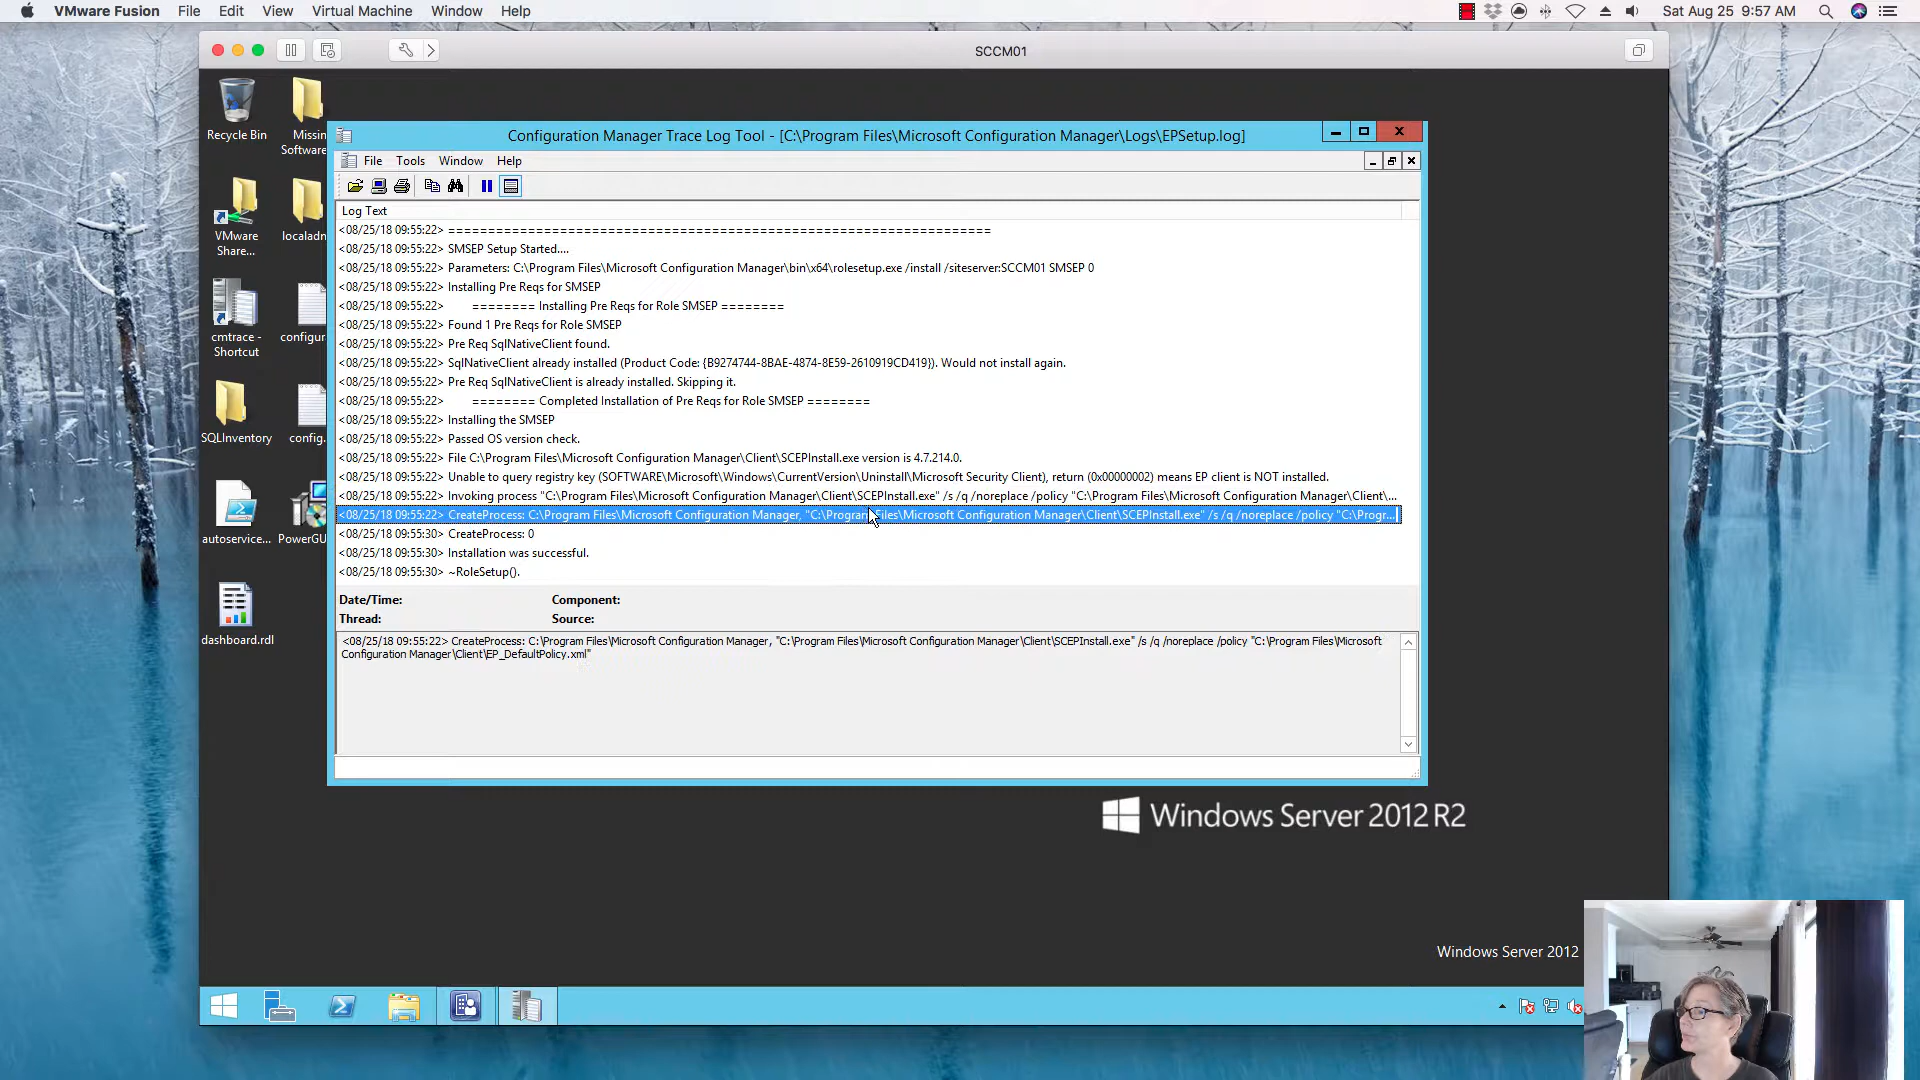 VMware Fusion File Edit View Virtual Machine Window Help Sat Aug 25 9:57 AM
SCCM01
Recycle Bin
Missin
Software
VMware
Share...
localadn
cmtrace -
Shortcut
configur
SQLInventory
config.
autoservice...
PowerGU
dashboard.rdl
Configuration Manager Trace Log Tool - [C:\Program Files\Microsoft Configuration Manager\Logs\EPSetup.log]
File Tools Window Help
Log Text
<08/25/18 09:55:22> ====================================================================
<08/25/18 09:55:22> SMSEP Setup Started....
<08/25/18 09:55:22> Parameters: C:\Program Files\Microsoft Configuration Manager\bin\x64\rolesetup.exe /install /siteserver:SCCM01 SMSEP 0
<08/25/18 09:55:22> Installing Pre Reqs for SMSEP
<08/25/18 09:55:22> ======== Installing Pre Reqs for Role SMSEP ========
<08/25/18 09:55:22> Found 1 Pre Reqs for Role SMSEP
<08/25/18 09:55:22> Pre Req SqlNativeClient found.
<08/25/18 09:55:22> SqlNativeClient already installed (Product Code: {B9274744-8BAE-4874-8E59-2610919CD419}). Would not install again.
<08/25/18 09:55:22> Pre Req SqlNativeClient is already installed. Skipping it.
<08/25/18 09:55:22> ======== Completed Installation of Pre Reqs for Role SMSEP ========
<08/25/18 09:55:22> Installing the SMSEP
<08/25/18 09:55:22> Passed OS version check.
<08/25/18 09:55:22> File C:\Program Files\Microsoft Configuration Manager\Client\SCEPInstall.exe version is 4.7.214.0.
<08/25/18 09:55:22> Unable to query registry key (SOFTWARE\Microsoft\Windows\CurrentVersion\Uninstall\Microsoft Security Client), return (0x00000002) means EP client is NOT installed.
<08/25/18 09:55:22> Invoking process "C:\Program Files\Microsoft Configuration Manager\Client\SCEPInstall.exe" /s /q /noreplace /policy "C:\Program Files\Microsoft Configuration Manager\Client\...
<08/25/18 09:55:22> CreateProcess: C:\Program Files\Microsoft Configuration Manager, "C:\Program Files\Microsoft Configuration Manager\Client\SCEPInstall.exe" /s /q /noreplace /policy "C:\Progr...
<08/25/18 09:55:30> CreateProcess: 0
<08/25/18 09:55:30> Installation was successful.
<08/25/18 09:55:30> ~RoleSetup().
Date/Time: Component:
Thread: Source:
<08/25/18 09:55:22> CreateProcess: C:\Program Files\Microsoft Configuration Manager, "C:\Program Files\Microsoft Configuration Manager\Client\SCEPInstall.exe" /s /q /noreplace /policy "C:\Program Files\Microsoft
Configuration Manager\Client\EP_DefaultPolicy.xml"
Windows Server 2012 R2
Windows Server 2012